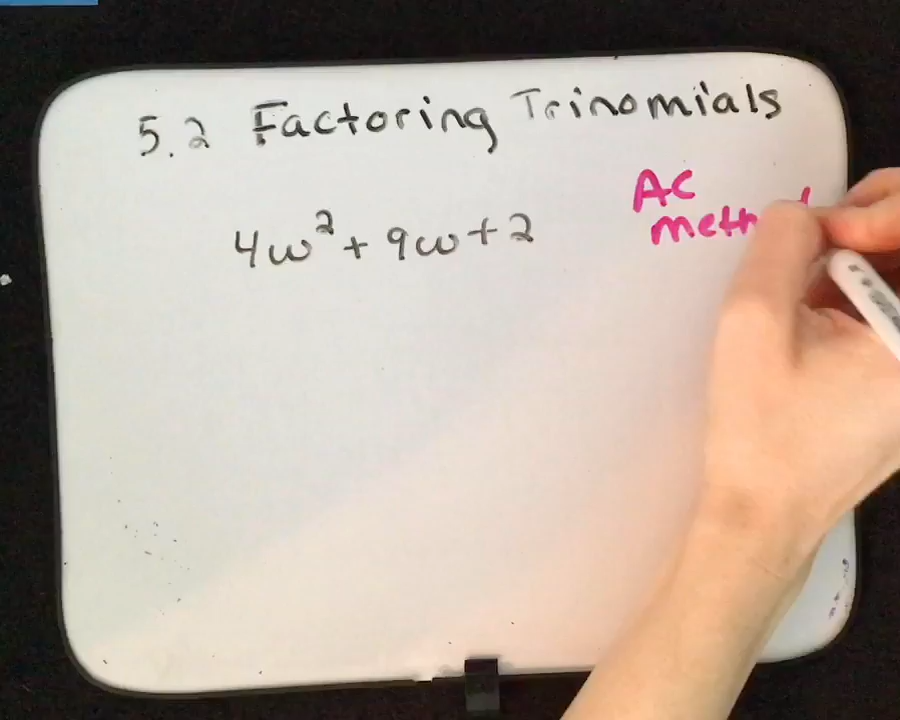 5.2 Factoring Trinomials
4w² + 9w + 2
AC